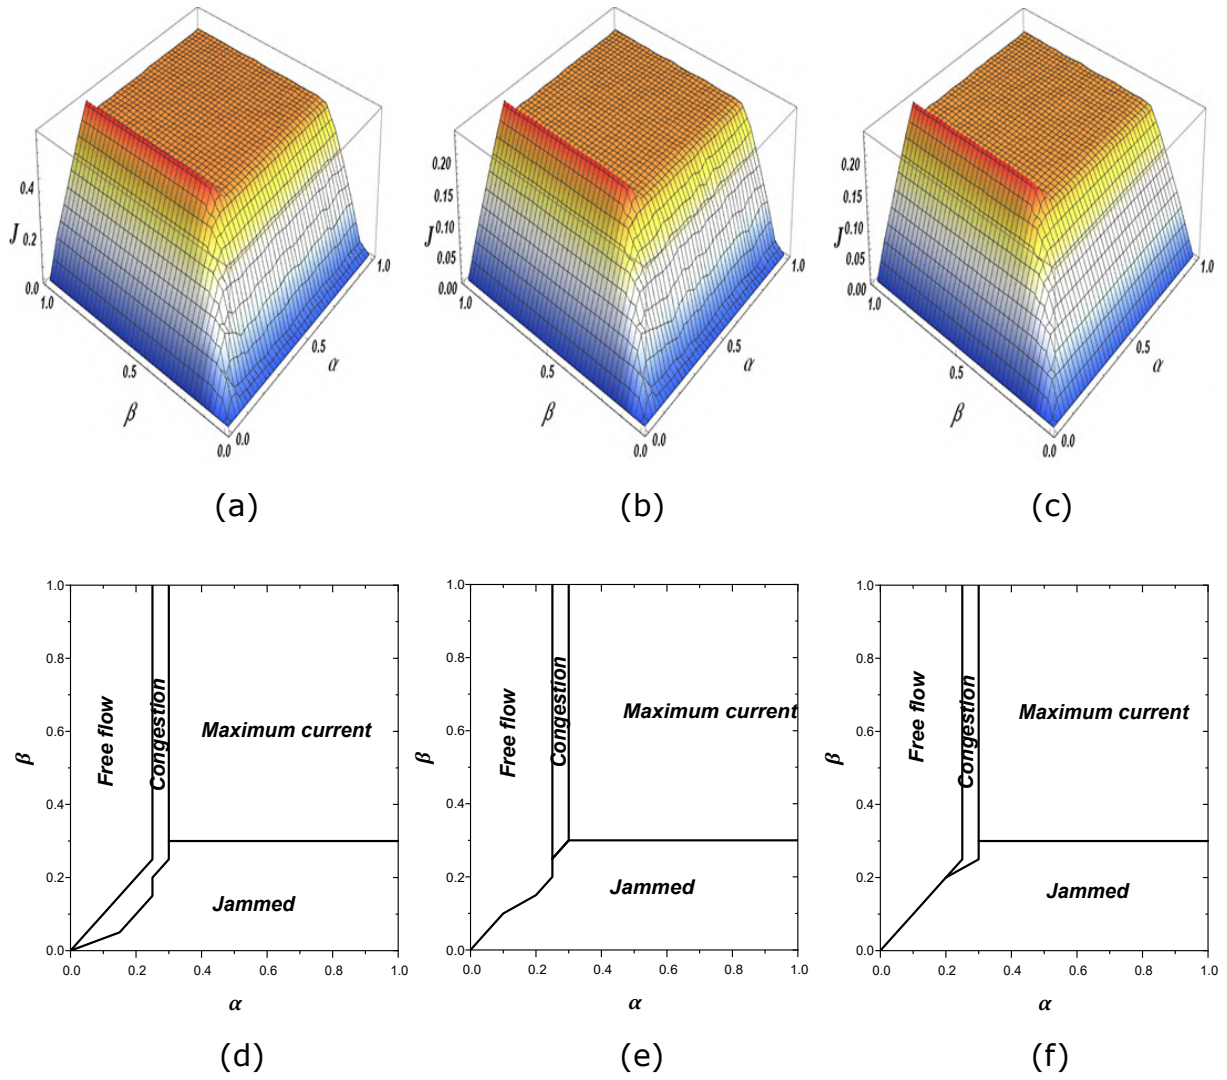 (a) (b) (c)
J 0.4 0.2 0.0 1.0 0.5 0.0 β 0.0 0.5 1.0 α
J 0.20 0.15 0.10 0.05 0.00 1.0 0.5 0.0 β 0.0 0.5 1.0 α
J 0.20 0.15 0.10 0.05 0.00 1.0 0.5 0.0 β 0.0 0.5 1.0 α
(a)
(b)
(c)
1.0 0.8 0.6 0.4 0.2 0.0
β
Free flow
Congestion
Maximum current
Jammed
0.0 0.2 0.4 0.6 0.8 1.0
α
(d)
1.0 0.8 0.6 0.4 0.2 0.0
β
Free flow
Congestion
Maximum current
Jammed
0.0 0.2 0.4 0.6 0.8 1.0
α
(e)
1.0 0.8 0.6 0.4 0.2 0.0
β
Free flow
Congestion
Maximum current
Jammed
0.0 0.2 0.4 0.6 0.8 1.0
α
(f)